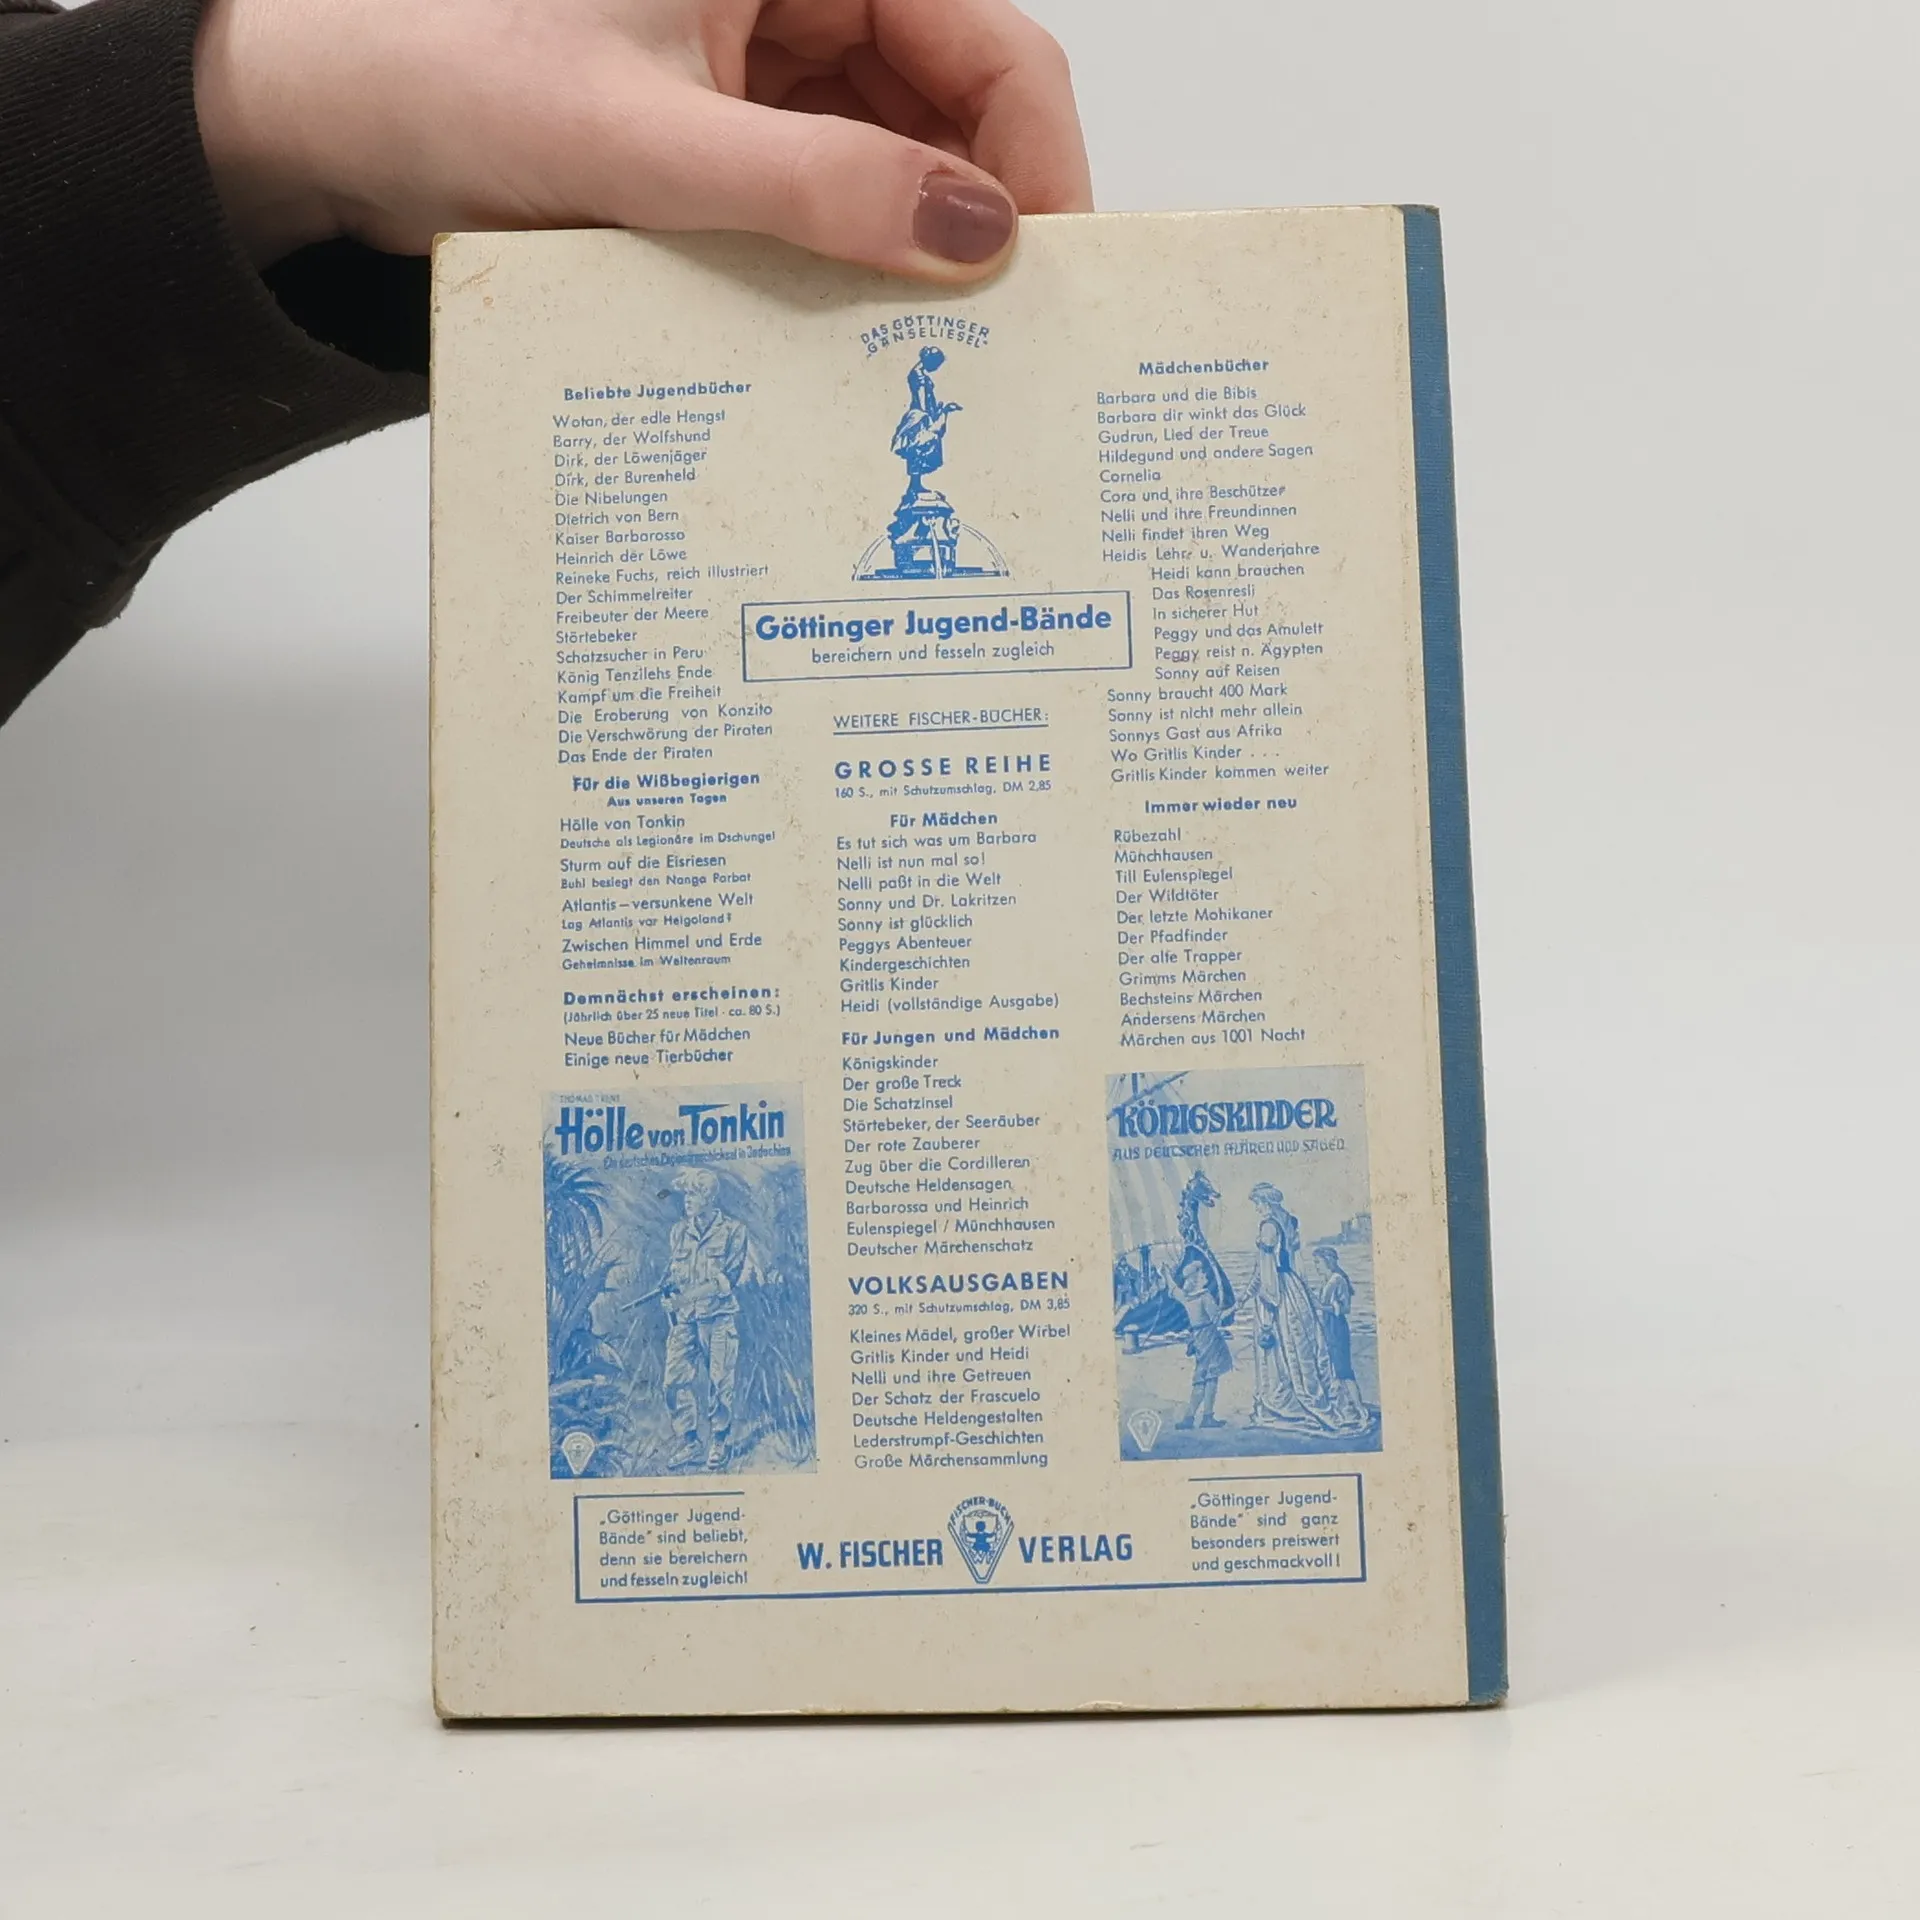 DAS GÖTTINGER
„GÄNSELIESEL“
Beliebte Jugendbücher
Wotan, der edle Hengst
Barry, der Wolfshund
Dirk, der Löwenjäger
Dirk, der Burenheld
Die Nibelungen
Dietrich von Bern
Kaiser Barbarosso
Heinrich der Löwe
Reineke Fuchs, reich illustriert
Der Schimmelreiter
Freibeuter der Meere
Störtebeker
Schatzsucher in Peru
König Tenzilehs Ende
Kampf um die Freiheit
Die Eroberung von Konzito
Die Verschwörung der Piraten
Das Ende der Piraten
Für die Wißbegierigen
Aus unseren Tagen
Hölle von Tonkin
Deutsche als Legionäre im Dschungel
Sturm auf die Eisriesen
Buhl besiegt den Nanga Parbat
Atlantis – versunkene Welt
Lag Atlantis vor Helgoland?
Zwischen Himmel und Erde
Geheimnisse im Weltenraum
Demnächst erscheinen:
(Jährlich über 25 neue Titel · ca. 80 S.)
Neue Bücher für Mädchen
Einige neue Tierbücher
THOMAS
Hölle von Tonkin
Ein deutsches Legionärsschicksal in Indochina
Göttinger Jugend-Bände
bereichern und fesseln zugleich
WEITERE FISCHER-BÜCHER:
GROSSE REIHE
160 S., mit Schutzumschlag, DM 2,85
Für Mädchen
Es tut sich was um Barbara
Nelli ist nun mal so!
Nelli paßt in die Welt
Sonny und Dr. Lakritzen
Sonny ist glücklich
Peggys Abenteuer
Kindergeschichten
Gritlis Kinder
Heidi (vollständige Ausgabe)
Für Jungen und Mädchen
Königskinder
Der große Treck
Die Schatzinsel
Störtebeker, der Seeräuber
Der rote Zauberer
Zug über die Cordilleren
Deutsche Heldensagen
Barbarossa und Heinrich
Eulenspiegel / Münchhausen
Deutscher Märchenschatz
VOLKSAUSGABEN
320 S., mit Schutzumschlag, DM 3,85
Kleines Mädel, großer Wirbel
Gritlis Kinder und Heidi
Nelli und ihre Getreuen
Der Schatz der Frascuelo
Deutsche Heldengestalten
Lederstrumpf-Geschichten
Große Märchensammlung
Mädchenbücher
Barbara und die Bibis
Barbara dir winkt das Glück
Gudrun, Lied der Treue
Hildegund und andere Sagen
Cornelia
Cora und ihre Beschützer
Nelli und ihre Freundinnen
Nelli findet ihren Weg
Heidis Lehr- u. Wanderjahre
Heidi kann brauchen
Das Rosenresli
In sicherer Hut
Peggy und das Amulett
Peggy reist n. Ägypten
Sonny auf Reisen
Sonny braucht 400 Mark
Sonny ist nicht mehr allein
Sonnys Gast aus Afrika
Wo Gritlis Kinder . . .
Gritlis Kinder kommen weiter
Immer wieder neu
Rübezahl
Münchhausen
Till Eulenspiegel
Der Wildtöter
Der letzte Mohikaner
Der Pfadfinder
Der alte Trapper
Grimms Märchen
Bechsteins Märchen
Andersens Märchen
Märchen aus 1001 Nacht
KÖNIGSKINDER
AUS DEUTSCHEN MÄREN UND SAGEN
„Göttinger Jugend-
Bände“ sind beliebt,
denn sie bereichern
und fesseln zugleich!
W. FISCHER
FISCHER-BUCH
VERLAG
„Göttinger Jugend-
Bände“ sind ganz
besonders preiswert
und geschmackvoll!